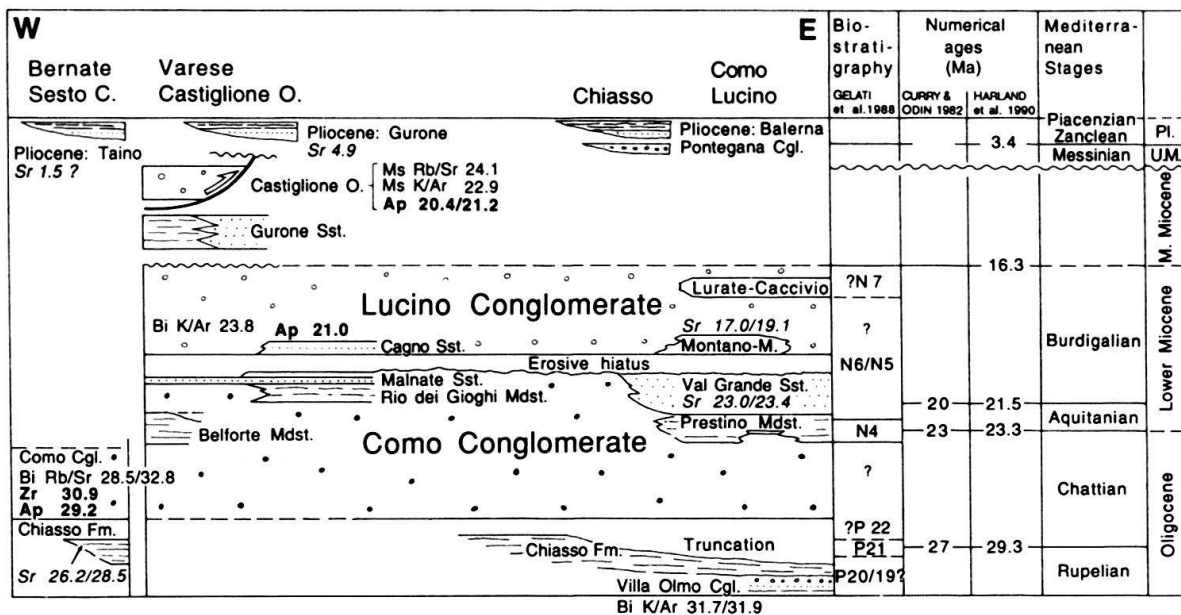 W
E
Bernate
Sesto C.
Varese
Castiglione O.
Chiasso
Como
Lucino
Bio-
strati-
graphy
GELATI
et al.1988
Numerical
ages
(Ma)
CURRY &
ODIN 1982
HARLAND
et al. 1990
Mediterra-
nean
Stages
Pliocene: Taino
Sr 1.5 ?
Pliocene: Gurone
Sr 4.9
Pliocene: Balerna
Pontegana Cgl.
3.4
Piacenzian
Zanclean
Messinian
Pl.
U.M.
Castiglione O.
Ms Rb/Sr 24.1
Ms K/Ar 22.9
Ap 20.4/21.2
Gurone Sst.
M. Miocene
16.3
Lucino Conglomerate
Lurate-Caccivio
?N 7
Bi K/Ar 23.8
Ap 21.0
Sr 17.0/19.1
?
Cagno Sst.
Montano-M.
Burdigalian
Lower Miocene
Erosive hiatus
N6/N5
Malnate Sst.
Rio dei Gioghi Mdst.
Val Grande Sst.
Sr 23.0/23.4
20
21.5
Belforte Mdst.
Como Conglomerate
Prestino Mdst.
N4
23
23.3
Aquitanian
Como Cgl.
Bi Rb/Sr 28.5/32.8
Zr 30.9
Ap 29.2
?
Chattian
Oligocene
Chiasso Fm.
Sr 26.2/28.5
Chiasso Fm.
Truncation
?P 22
P21
27
29.3
Villa Olmo Cgl.
P20/19?
Rupelian
Bi K/Ar 31.7/31.9